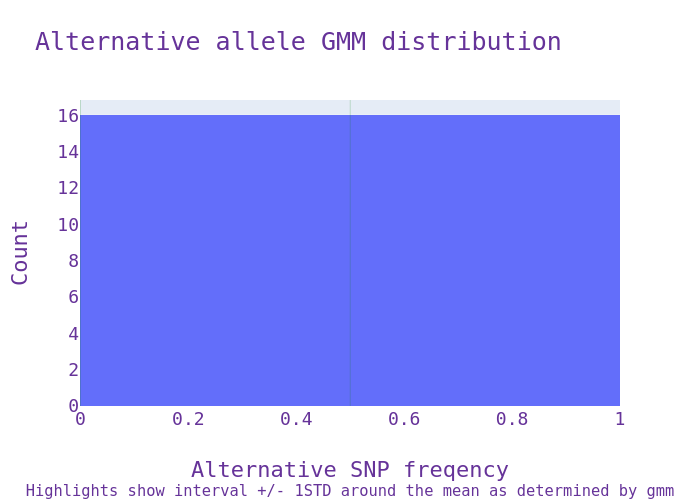 Alternative allele GMM distribution
Count
16
14
12
10
8
6
4
2
0
0 0.2 0.4 0.6 0.8 1
Alternative SNP freqency
Highlights show interval +/- 1STD around the mean as determined by gmm